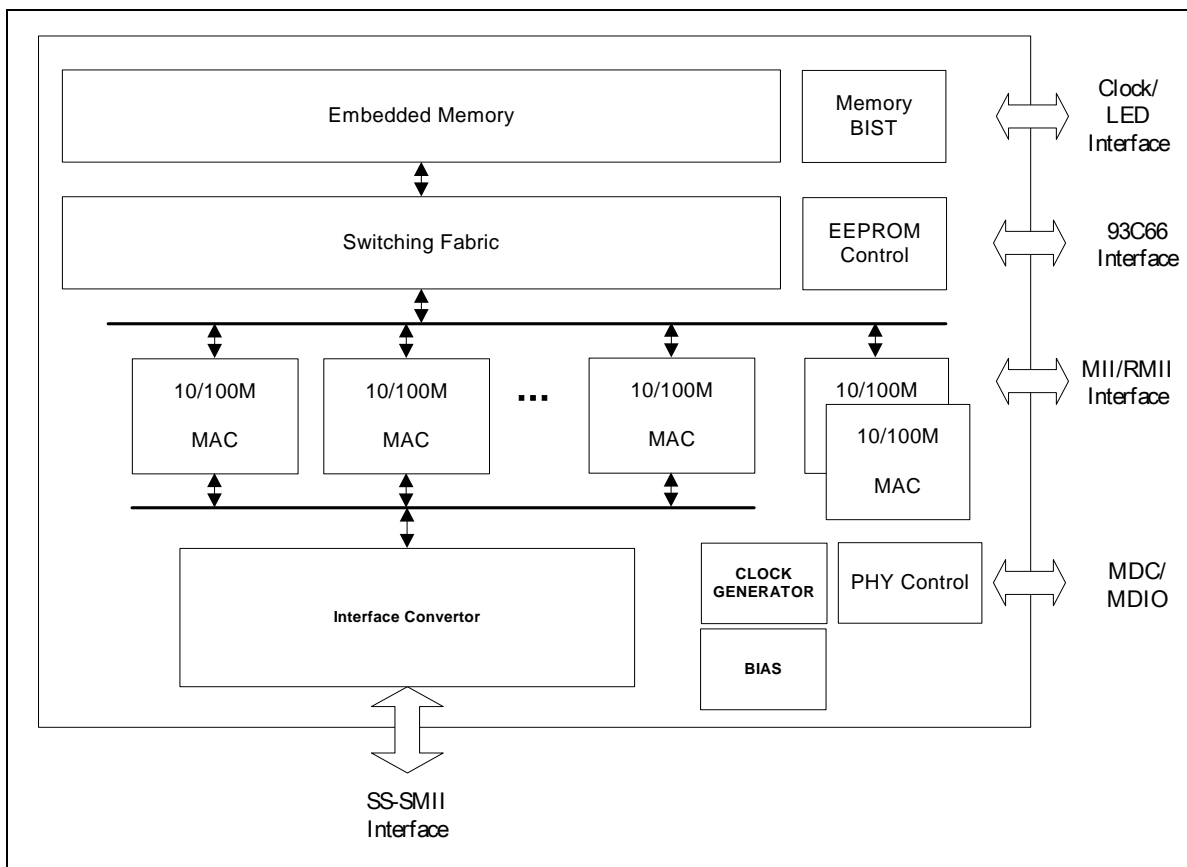 Embedded Memory
Memory
BIST
Clock/
LED
Interface
Switching Fabric
EEPROM
Control
93C66
Interface
10/100M
MAC
10/100M
MAC
...
10/100M
MAC
10/100M
10/100M
MAC
MII/RMII
Interface
Interface Convertor
CLOCK
GENERATOR
PHY Control
MDC/
MDIO
BIAS
SS-SMII
Interface